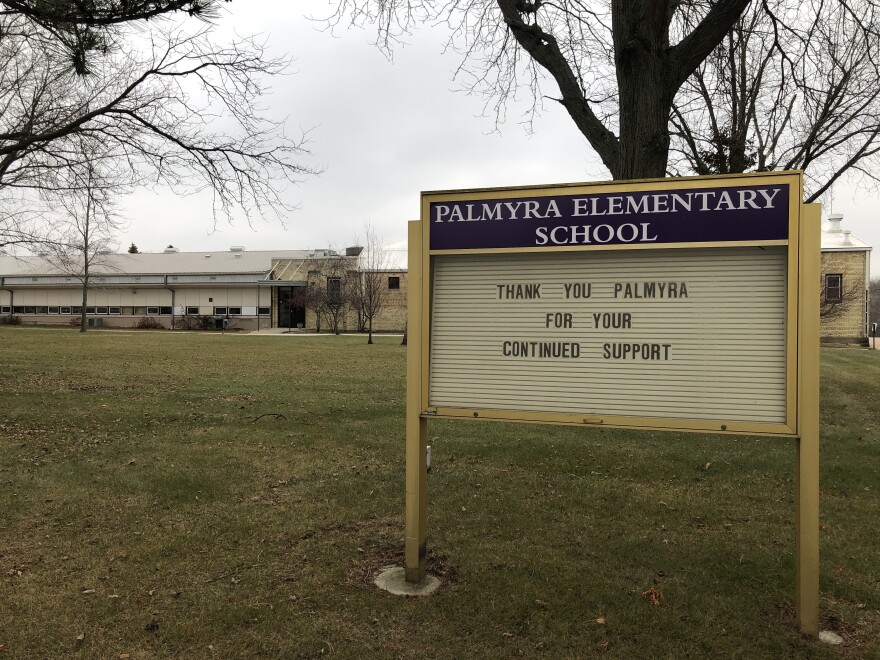 PALMYRA ELEMENTARY
SCHOOL
THANK YOU PALMYRA
FOR YOUR
CONTINUED SUPPORT